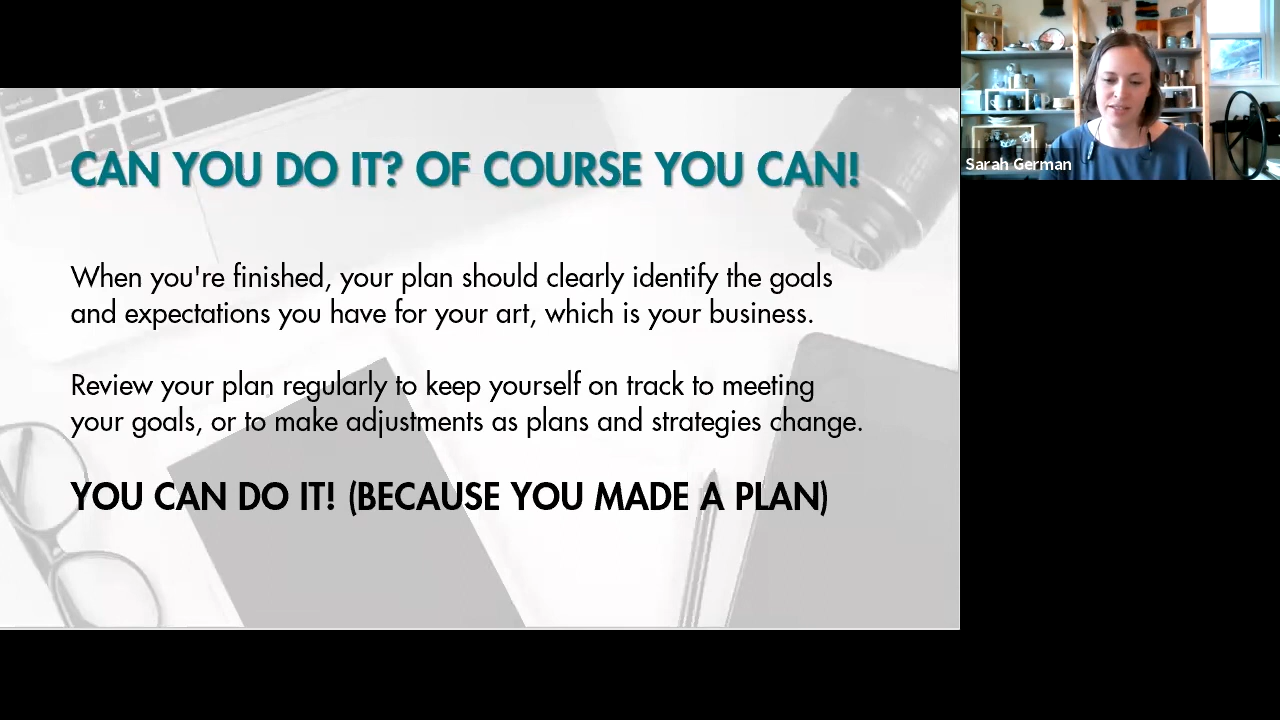 CAN YOU DO IT? OF COURSE YOU CAN!
When you're finished, your plan should clearly identify the goals
and expectations you have for your art, which is your business.
Review your plan regularly to keep yourself on track to meeting
your goals, or to make adjustments as plans and strategies change.
YOU CAN DO IT! (BECAUSE YOU MADE A PLAN)
Sarah German